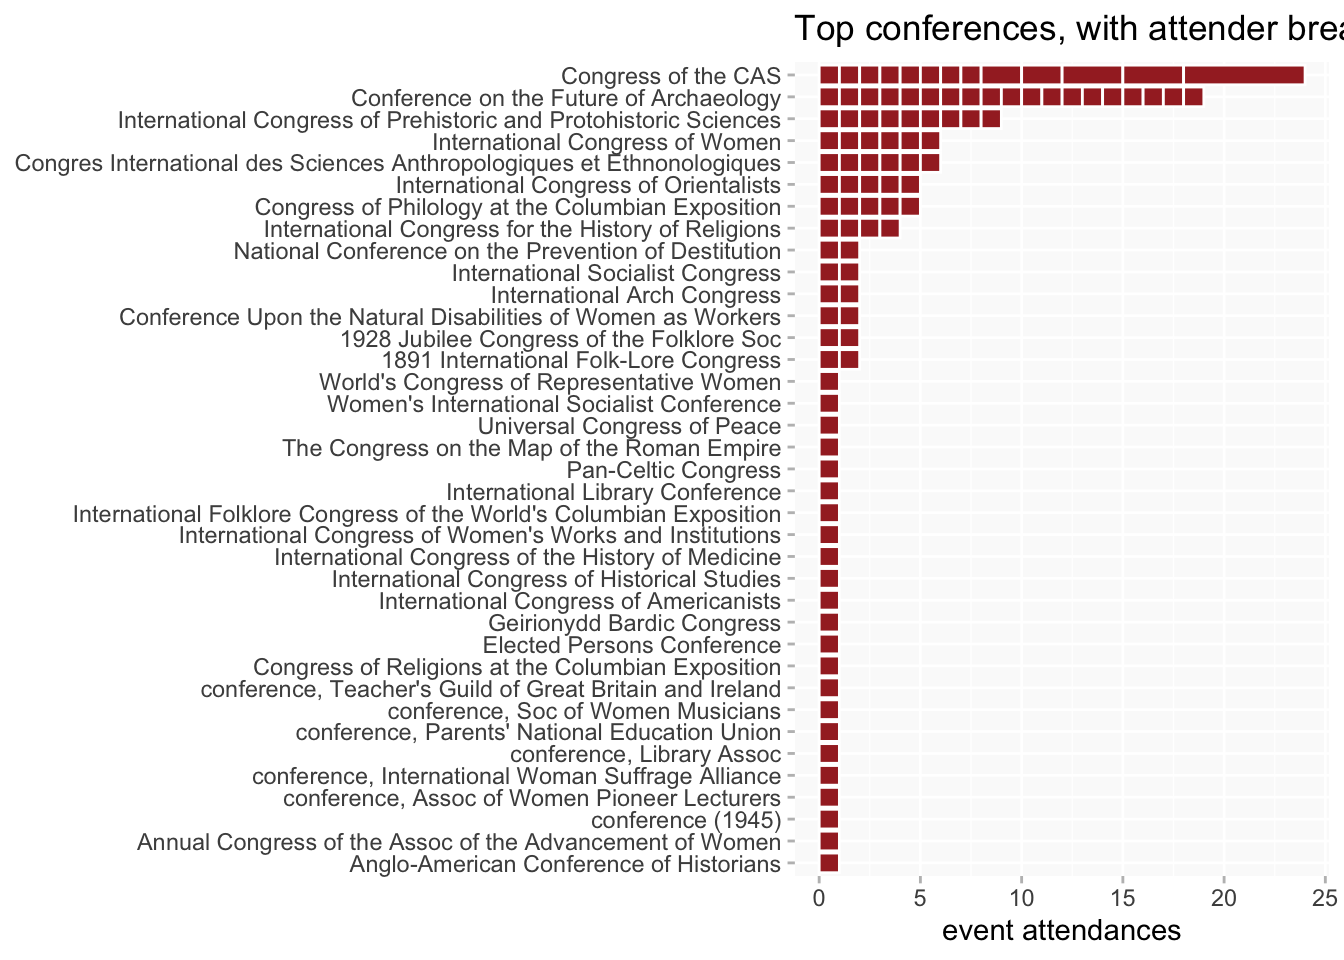 Top conferences, with attender brea
Congress of the CAS
Conference on the Future of Archaeology
International Congress of Prehistoric and Protohistoric Sciences
International Congress of Women
Congres International des Sciences Anthropologiques et Ethnonologiques
International Congress of Orientalists
Congress of Philology at the Columbian Exposition
International Congress for the History of Religions
National Conference on the Prevention of Destitution
International Socialist Congress
International Arch Congress
Conference Upon the Natural Disabilities of Women as Workers
1928 Jubilee Congress of the Folklore Soc
1891 International Folk-Lore Congress
World's Congress of Representative Women
Women's International Socialist Conference
Universal Congress of Peace
The Congress on the Map of the Roman Empire
Pan-Celtic Congress
International Library Conference
International Folklore Congress of the World's Columbian Exposition
International Congress of Women's Works and Institutions
International Congress of the History of Medicine
International Congress of Historical Studies
International Congress of Americanists
Geirionydd Bardic Congress
Elected Persons Conference
Congress of Religions at the Columbian Exposition
conference, Teacher's Guild of Great Britain and Ireland
conference, Soc of Women Musicians
conference, Parents' National Education Union
conference, Library Assoc
conference, International Woman Suffrage Alliance
conference, Assoc of Women Pioneer Lecturers
conference (1945)
Annual Congress of the Assoc of the Advancement of Women
Anglo-American Conference of Historians
0 5 10 15 20 25
event attendances